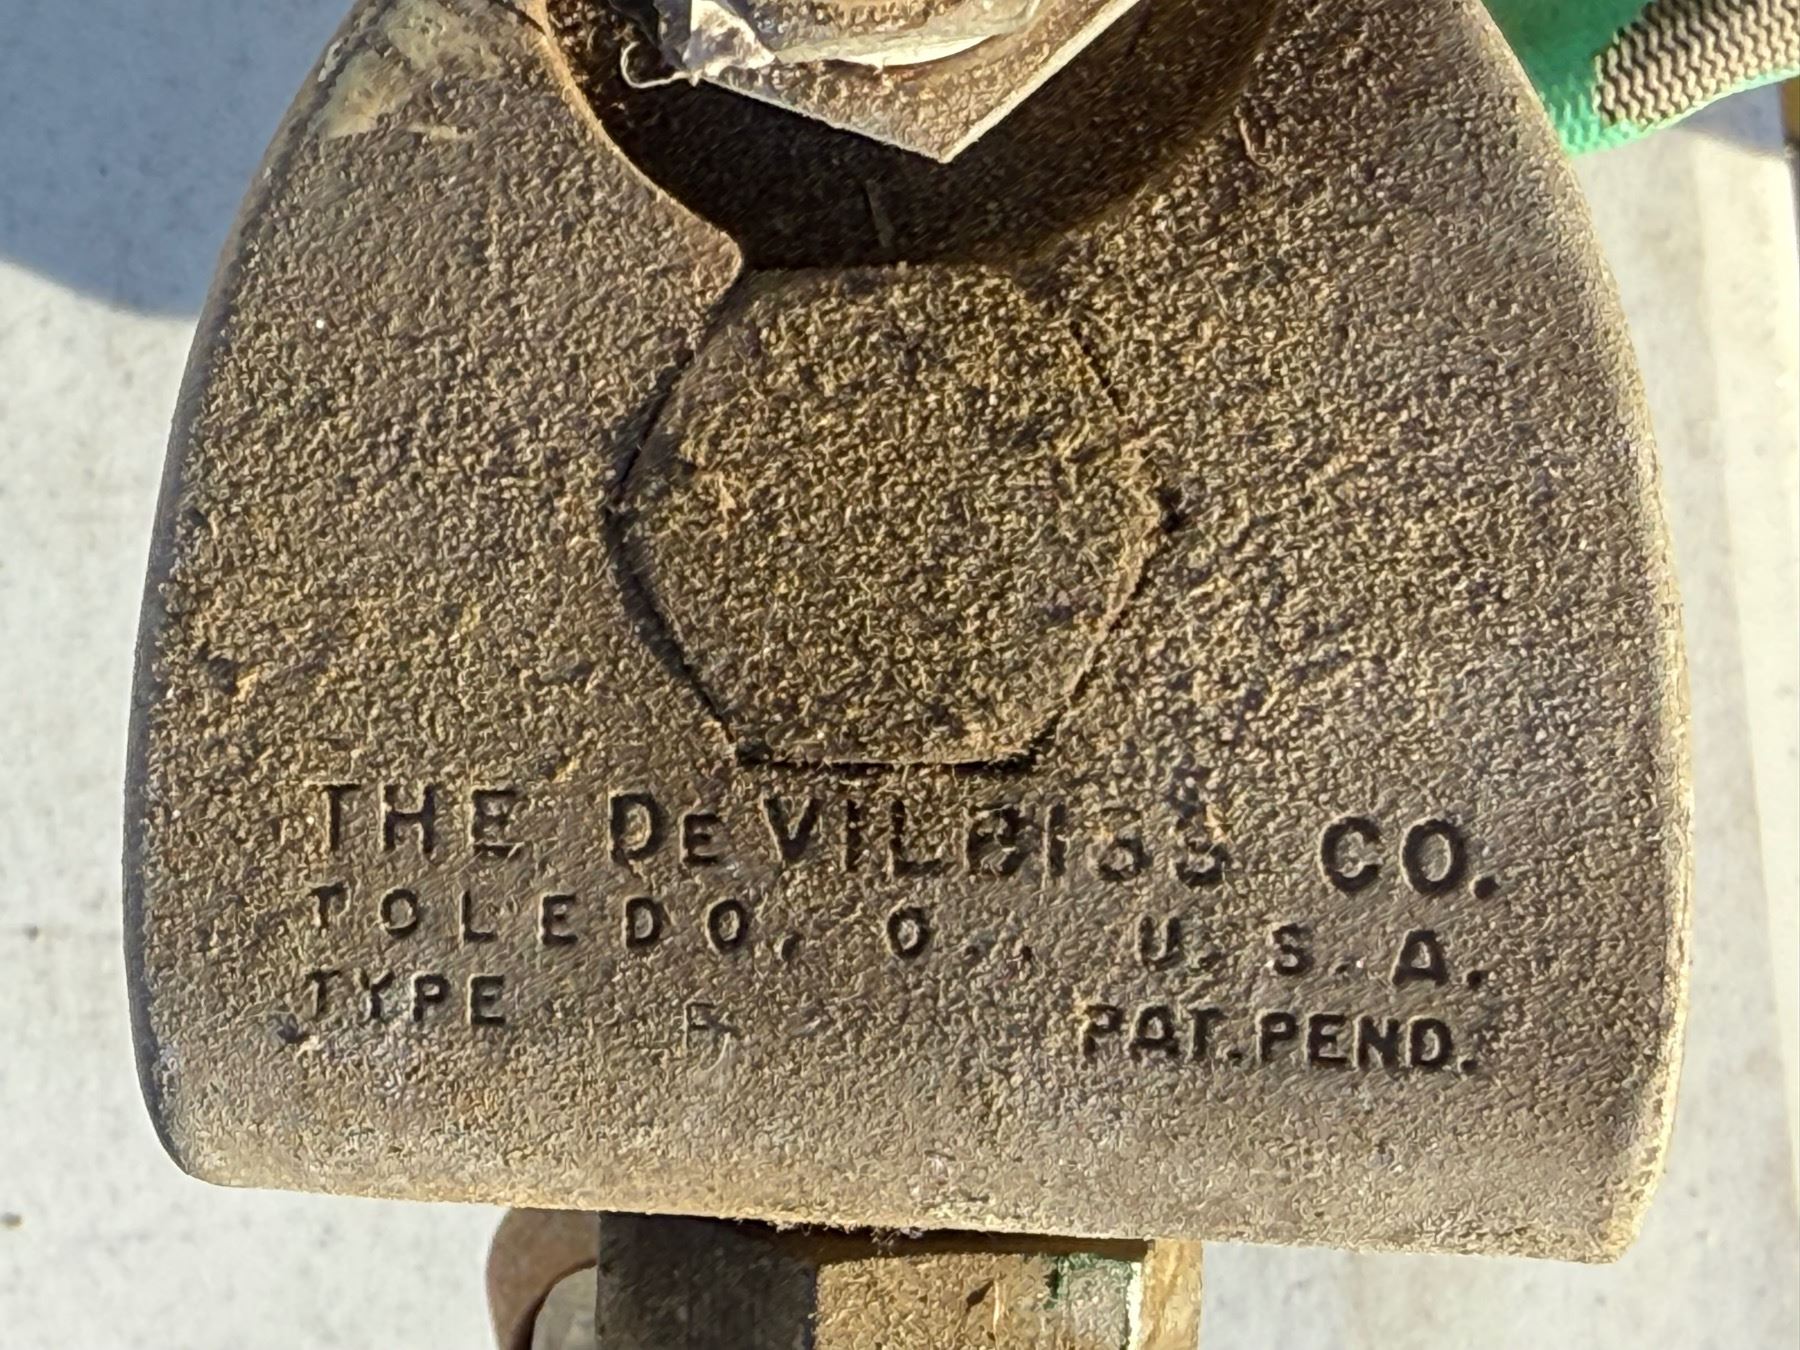 THE DeVILBISS CO.
TOLEDO, O., U.S.A.
TYPE PAT. PEND.